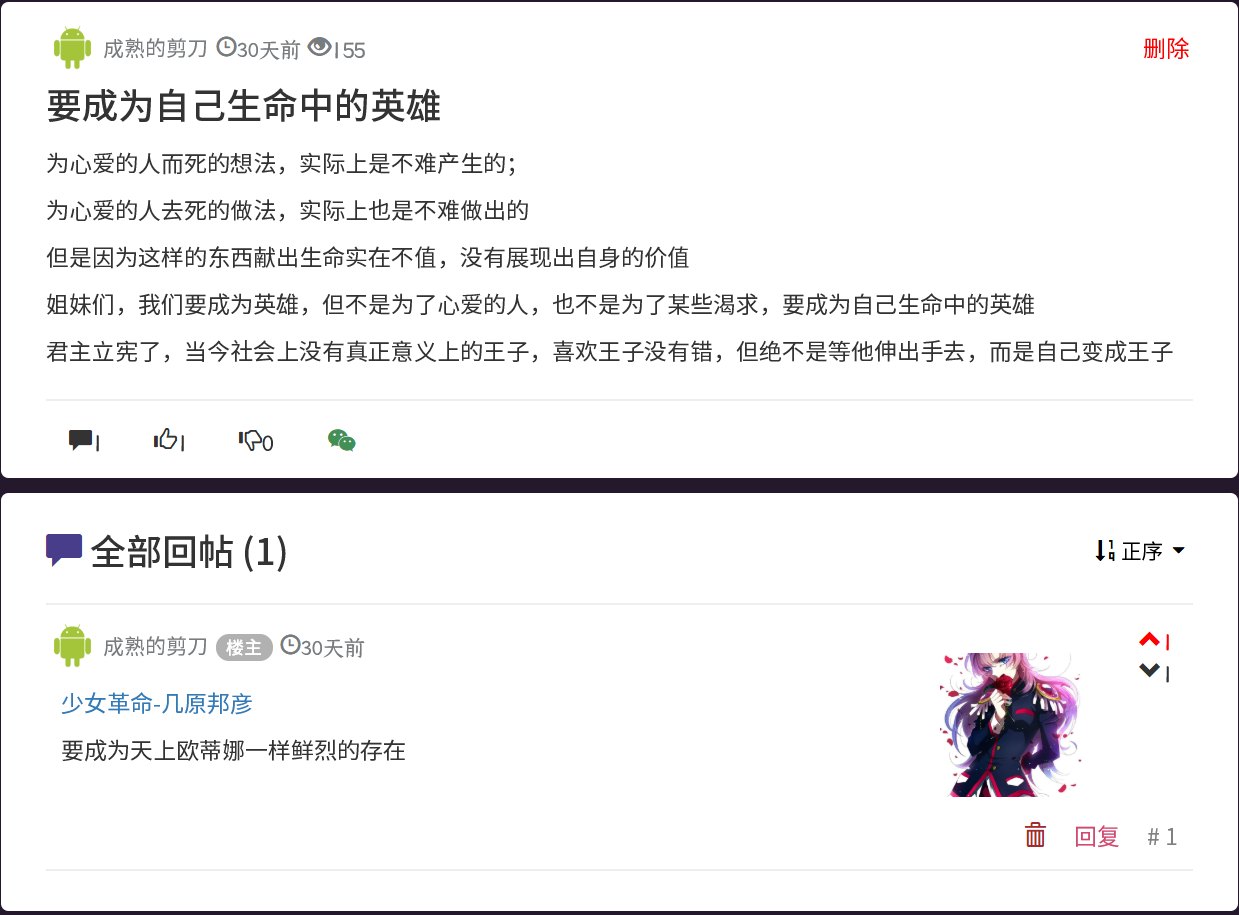 成熟的剪刀 30天前 155
删除
要成为自己生命中的英雄
为心爱的人而死的想法，实际上是不难产生的；
为心爱的人去死的做法，实际上也是不难做出的
但是因为这样的东西献出生命实在不值，没有展现出自身的价值
姐妹们，我们要成为英雄，但不是为了心爱的人，也不是为了某些渴求，要成为自己生命中的英雄
君主立宪了，当今社会上没有真正意义上的王子，喜欢王子没有错，但绝不是等他伸出手去，而是自己变成王子
1 1 0
全部回帖 (1)
正序
成熟的剪刀 楼主 30天前
1
1
少女革命-几原邦彦
要成为天上欧蒂娜一样鲜烈的存在
回复 # 1